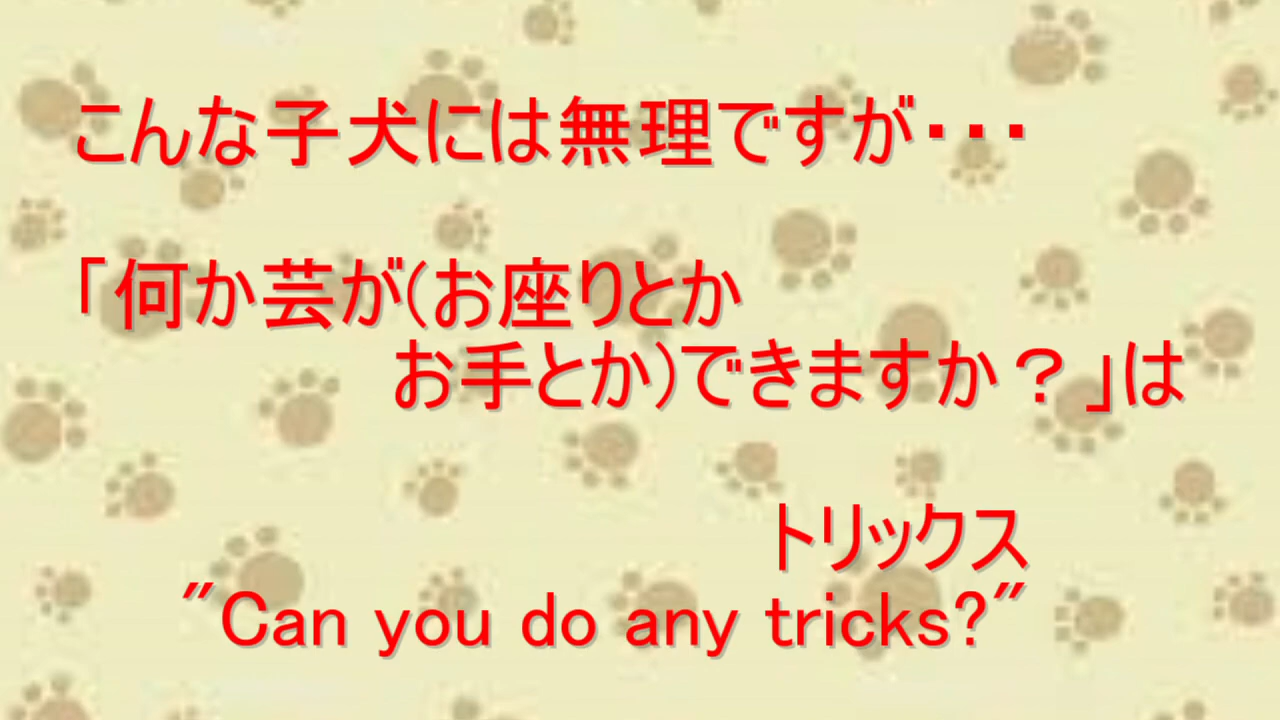 こんな子犬には無理ですが・・・
「何か芸が(お座りとか
お手とか)できますか？」は
トリックス
"Can you do any tricks?"